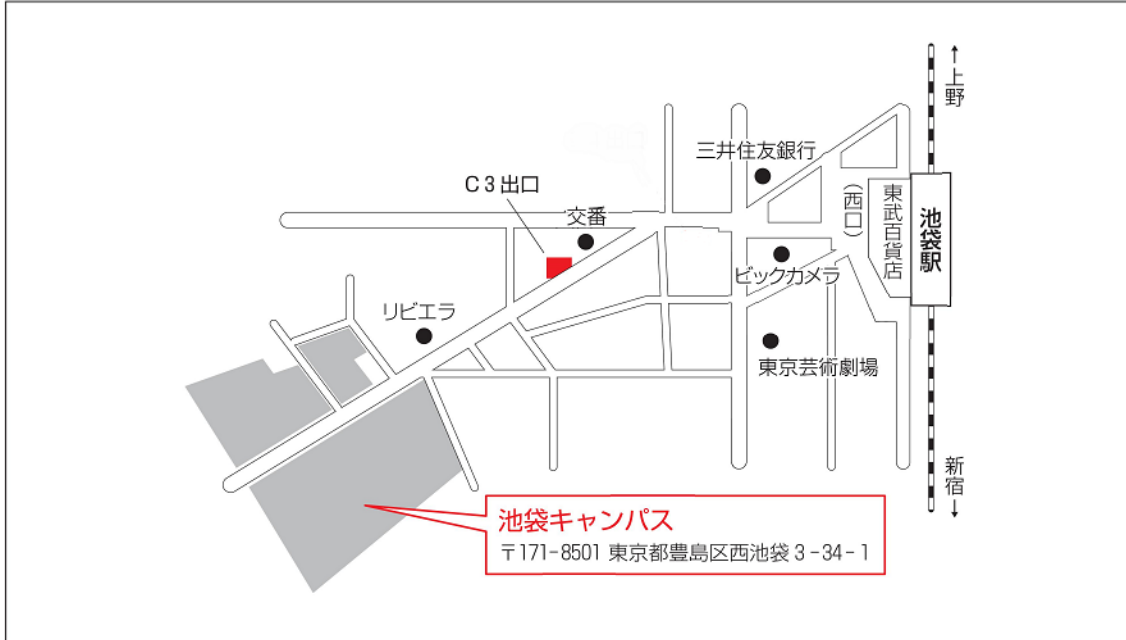 ↑上野
三井住友銀行
C3出口
交番
(西口)
東武百貨店
池袋駅
ビックカメラ
リビエラ
東京芸術劇場
新宿↓
池袋キャンパス
〒171-8501 東京都豊島区西池袋3-34-1